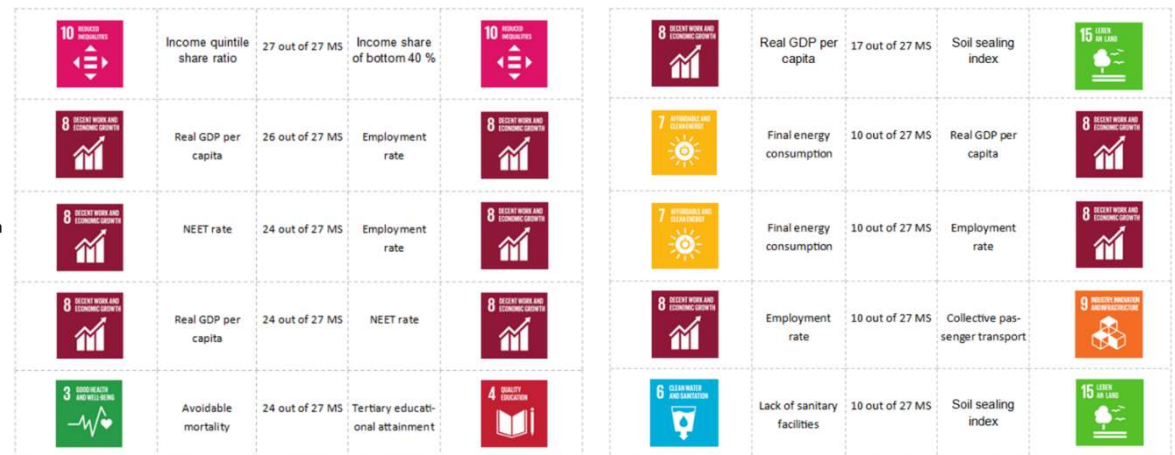 10 REDUCED
INEQUALITIES
Income quintile
share ratio
27 out of 27 MS
Income share
of bottom 40 %
10 REDUCED
INEQUALITIES
8 DECENT WORK AND
ECONOMIC GROWTH
Real GDP per
capita
26 out of 27 MS
Employment
rate
8 DECENT WORK AND
ECONOMIC GROWTH
8 DECENT WORK AND
ECONOMIC GROWTH
NEET rate
24 out of 27 MS
Employment
rate
8 DECENT WORK AND
ECONOMIC GROWTH
8 DECENT WORK AND
ECONOMIC GROWTH
Real GDP per
capita
24 out of 27 MS
NEET rate
8 DECENT WORK AND
ECONOMIC GROWTH
3 GOOD HEALTH
AND WELL-BEING
Avoidable
mortality
24 out of 27 MS
Tertiary educati-
onal attainment
4 QUALITY
EDUCATION
8 DECENT WORK AND
ECONOMIC GROWTH
Real GDP per
capita
17 out of 27 MS
Soil sealing
index
15 LEBEN
AN LAND
7 AFFORDABLE AND
CLEAN ENERGY
Final energy
consumption
10 out of 27 MS
Real GDP per
capita
8 DECENT WORK AND
ECONOMIC GROWTH
7 AFFORDABLE AND
CLEAN ENERGY
Final energy
consumption
10 out of 27 MS
Employment
rate
8 DECENT WORK AND
ECONOMIC GROWTH
8 DECENT WORK AND
ECONOMIC GROWTH
Employment
rate
10 out of 27 MS
Collective pas-
senger transport
9 INDUSTRY, INNOVATION
AND INFRASTRUCTURE
6 CLEAN WATER
AND SANITATION
Lack of sanitary
facilities
10 out of 27 MS
Soil sealing
index
15 LEBEN
AN LAND